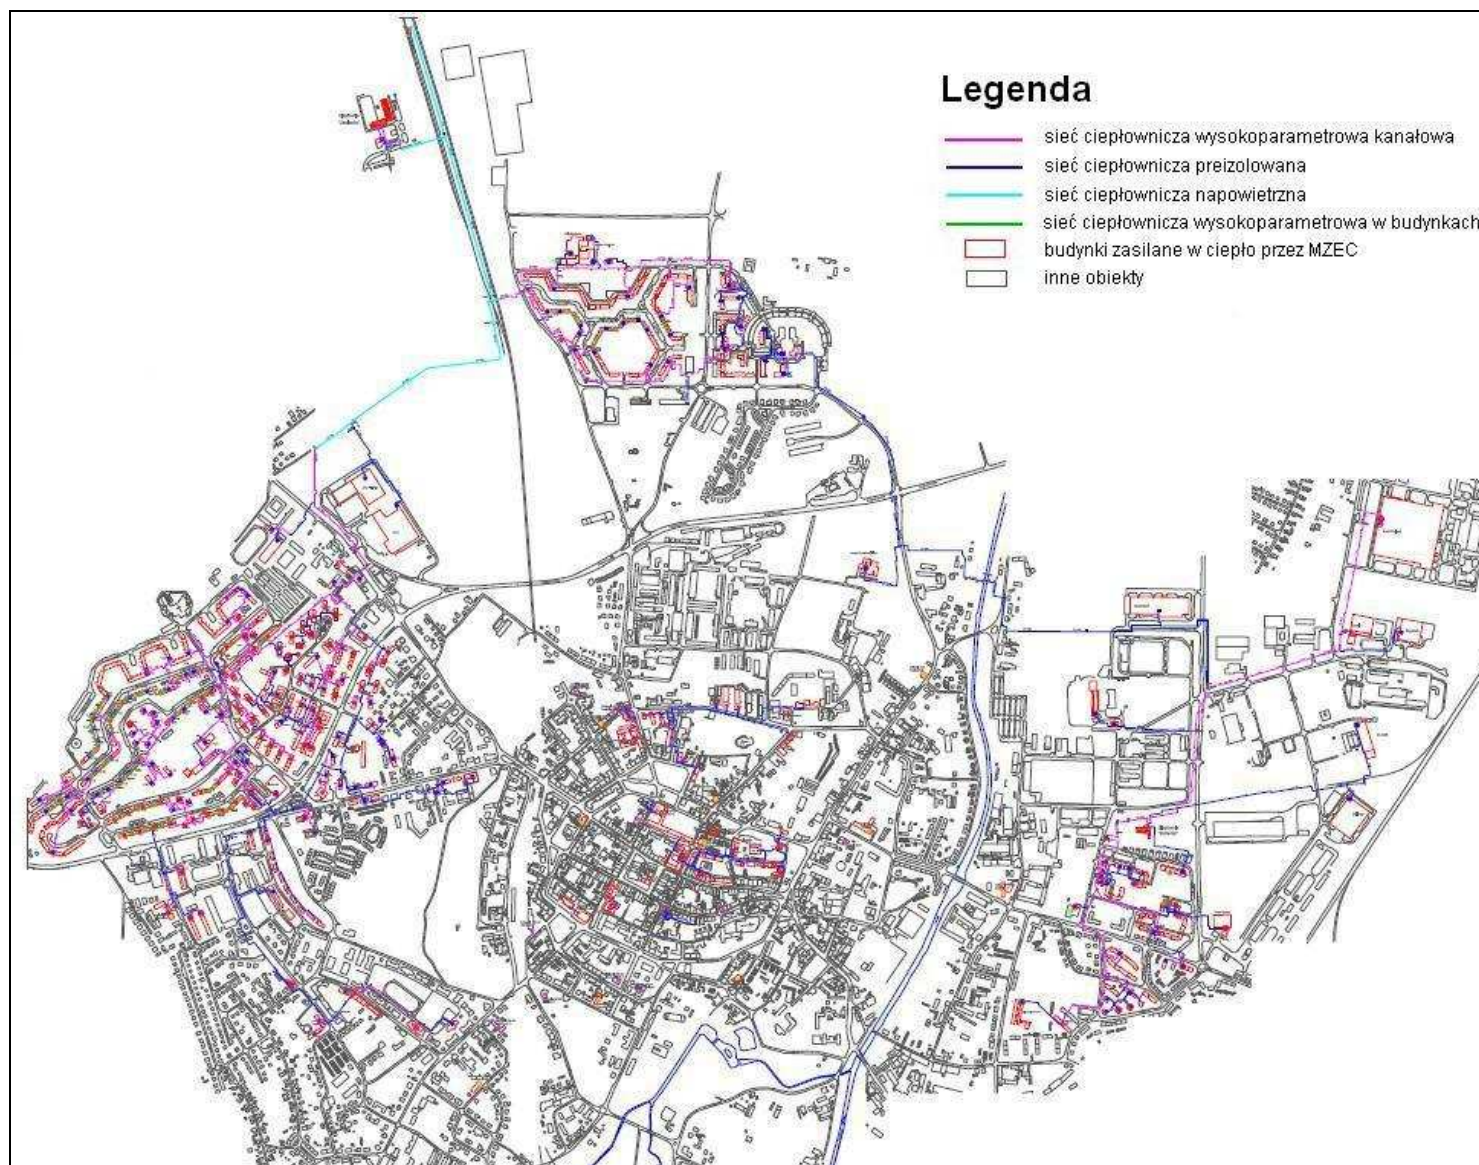 Legenda
sieć ciepłownicza wysokoparametrowa kanałowa
sieć ciepłownicza preizolowana
sieć ciepłownicza napowietrzna
sieć ciepłownicza wysokoparametrowa w budynkach
budynki zasilane w ciepło przez MZEC
inne obiekty